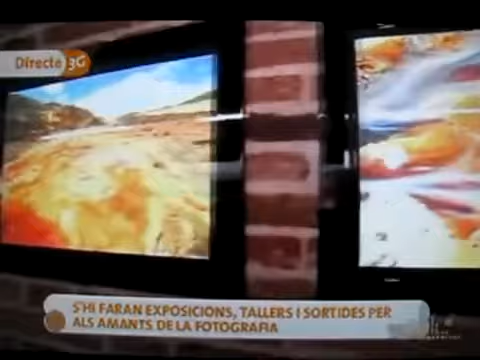 Directe 3G
S'HI FARAN EXPOSICIONS, TALLERS I SORTIDES PER
ALS AMANTS DE LA FOTOGRAFIA